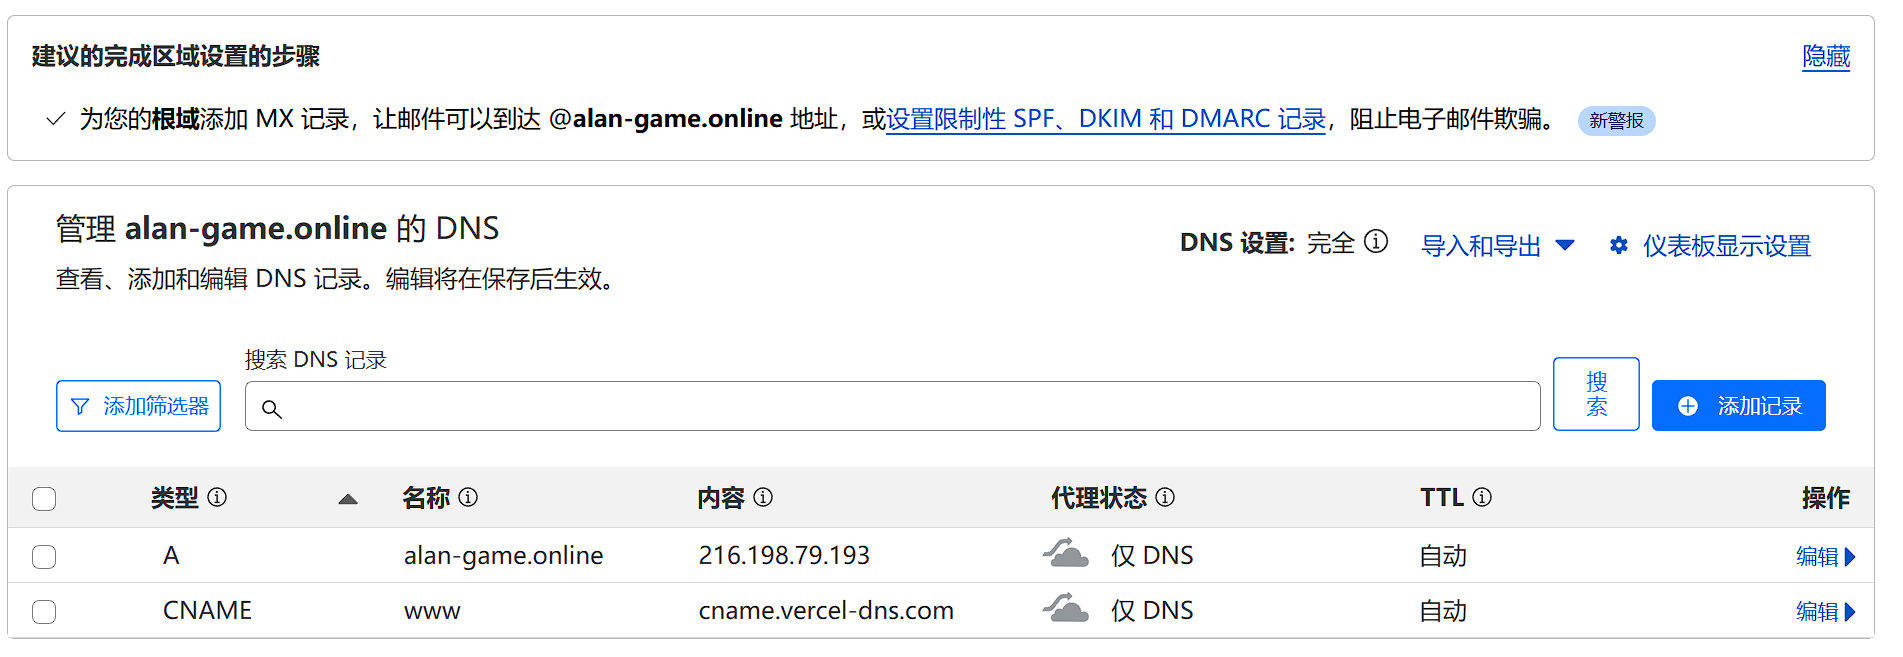 建议的完成区域设置的步骤
隐藏
为您的根域添加 MX 记录，让邮件可以到达 @alan-game.online 地址，或设置限制性 SPF、DKIM 和 DMARC 记录，阻止电子邮件欺骗。 新警报
管理 alan-game.online 的 DNS
查看、添加和编辑 DNS 记录。编辑将在保存后生效。
DNS 设置: 完全 导入和导出 仪表板显示设置
搜索 DNS 记录
添加筛选器 搜索 添加记录
类型 名称 内容 代理状态 TTL 操作
A alan-game.online 216.198.79.193 仅 DNS 自动 编辑
CNAME www cname.vercel-dns.com 仅 DNS 自动 编辑